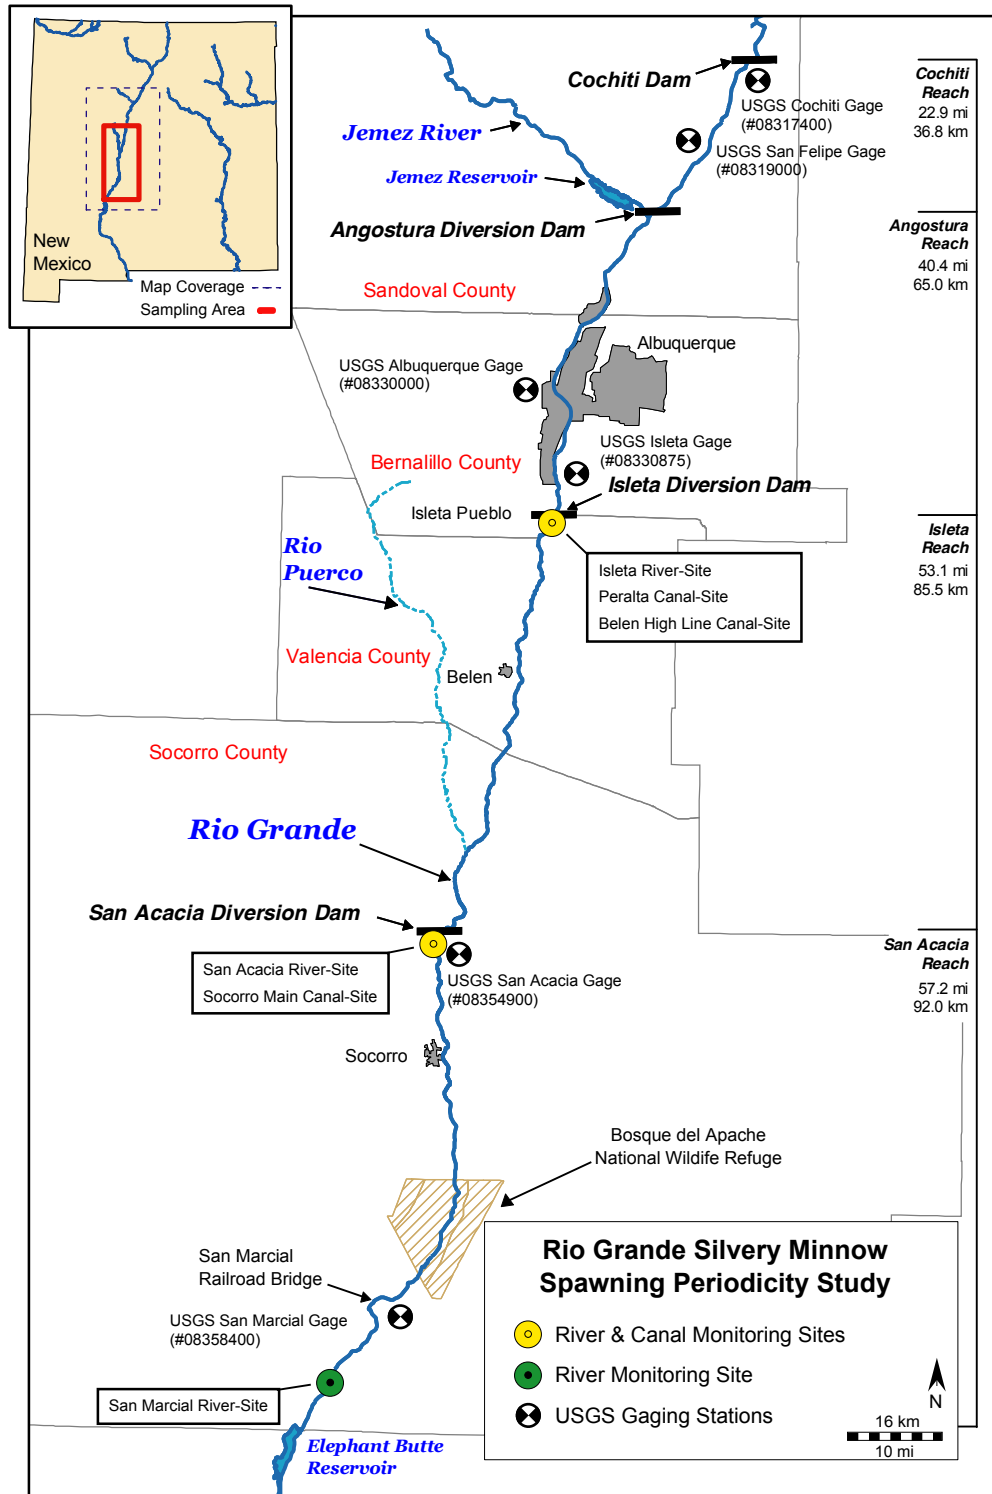 New
Mexico
Map Coverage
Sampling Area
Cochiti Dam
USGS Cochiti Gage
(#08317400)
USGS San Felipe Gage
(#08319000)
Jemez River
Jemez Reservoir
Angostura Diversion Dam
Cochiti
Reach
22.9 mi
36.8 km
Angostura
Reach
40.4 mi
65.0 km
Sandoval County
Albuquerque
USGS Albuquerque Gage
(#08330000)
USGS Isleta Gage
(#08330875)
Bernalillo County
Isleta Diversion Dam
Isleta Pueblo
Isleta
Reach
53.1 mi
85.5 km
Rio
Puerco
Isleta River-Site
Peralta Canal-Site
Belen High Line Canal-Site
Valencia County
Belen
Socorro County
Rio Grande
San Acacia Diversion Dam
San Acacia
Reach
57.2 mi
92.0 km
San Acacia River-Site
Socorro Main Canal-Site
USGS San Acacia Gage
(#08354900)
Socorro
Bosque del Apache
National Wildife Refuge
San Marcial
Railroad Bridge
USGS San Marcial Gage
(#08358400)
San Marcial River-Site
Elephant Butte
Reservoir
Rio Grande Silvery Minnow
Spawning Periodicity Study
River & Canal Monitoring Sites
River Monitoring Site
USGS Gaging Stations
N
16 km
10 mi